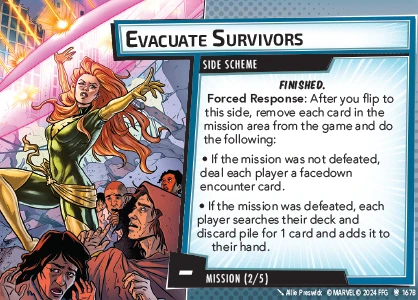 EVACUATE SURVIVORS
SIDE SCHEME
FINISHED.
Forced Response: After you flip to
this side, remove each card in the
mission area from the game and do
the following:
• If the mission was not defeated,
deal each player a facedown
encounter card.
• If the mission was defeated, each
player searches their deck and
discard pile for 1 card and adds it to
their hand.
–
MISSION (2/5)
Allie Preswick © MARVEL © 2024 FFG 167B